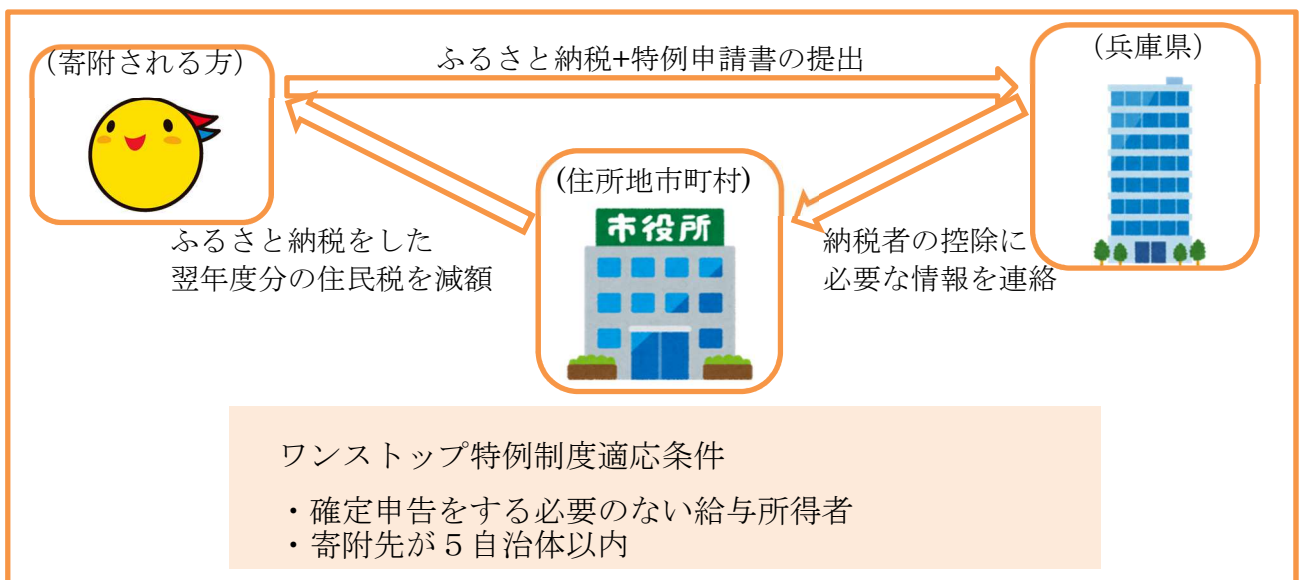 (寄附される方)
ふるさと納税+特例申請書の提出
(兵庫県)
(住所地市町村)
市役所
ふるさと納税をした
翌年度分の住民税を減額
納税者の控除に
必要な情報を連絡
ワンストップ特例制度適応条件
・確定申告をする必要のない給与所得者
・寄附先が５自治体以内